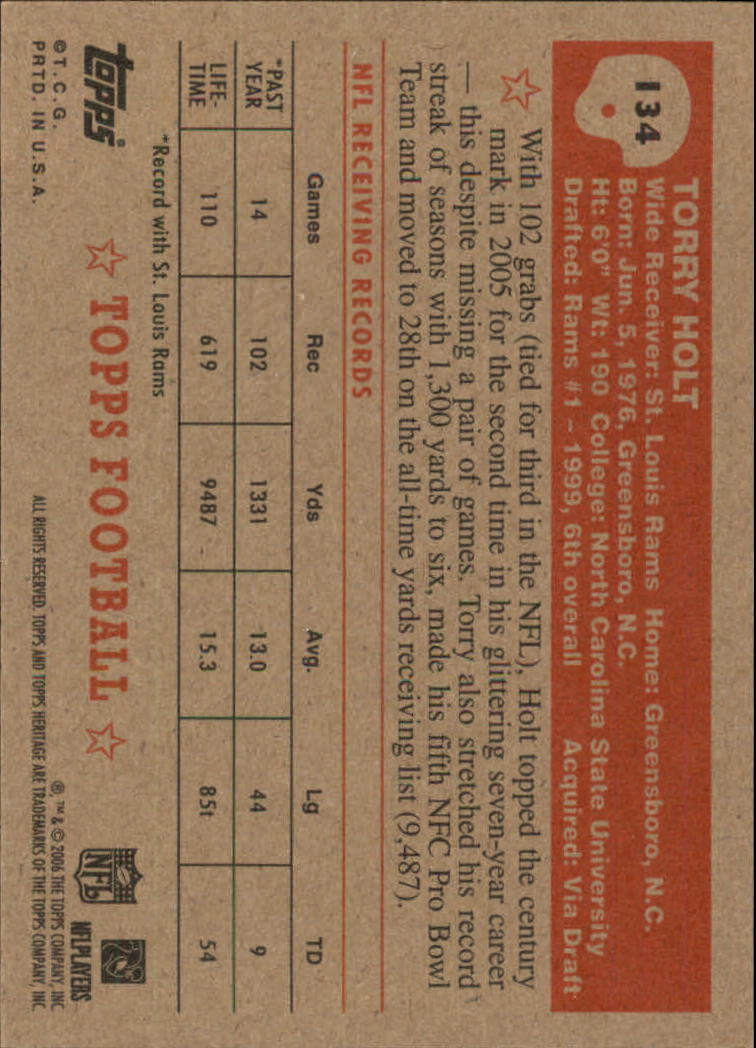 134
TORRY HOLT
Wide Receiver: St. Louis Rams Home: Greensboro, N.C.
Born: Jun. 5, 1976, Greensboro, N.C.
Ht: 6'0" Wt: 190 College: North Carolina State University
Drafted: Rams #1 – 1999, 6th overall Acquired: Via Draft
With 102 grabs (tied for third in the NFL), Holt topped the century
mark in 2005 for the second time in his glittering seven-year career
— this despite missing a pair of games. Torry also stretched his record
streak of seasons with 1,300 yards to six, made his fifth NFC Pro Bowl
Team and moved to 28th on the all-time yards receiving list (9,487).
NFL RECEIVING RECORDS
Games Rec Yds Avg. Lg TD
*PAST
YEAR 14 102 1331 13.0 44 9
LIFE-
TIME 110 619 9487 15.3 85t 54
*Record with St. Louis Rams
topps
TOPPS FOOTBALL
NFL
NFLPLAYERS
©T.C.G.
PRTD. IN U.S.A.
®, ™ & © 2006 THE TOPPS COMPANY, INC
ALL RIGHTS RESERVED. TOPPS AND TOPPS HERITAGE ARE TRADEMARKS OF THE TOPPS COMPANY, INC